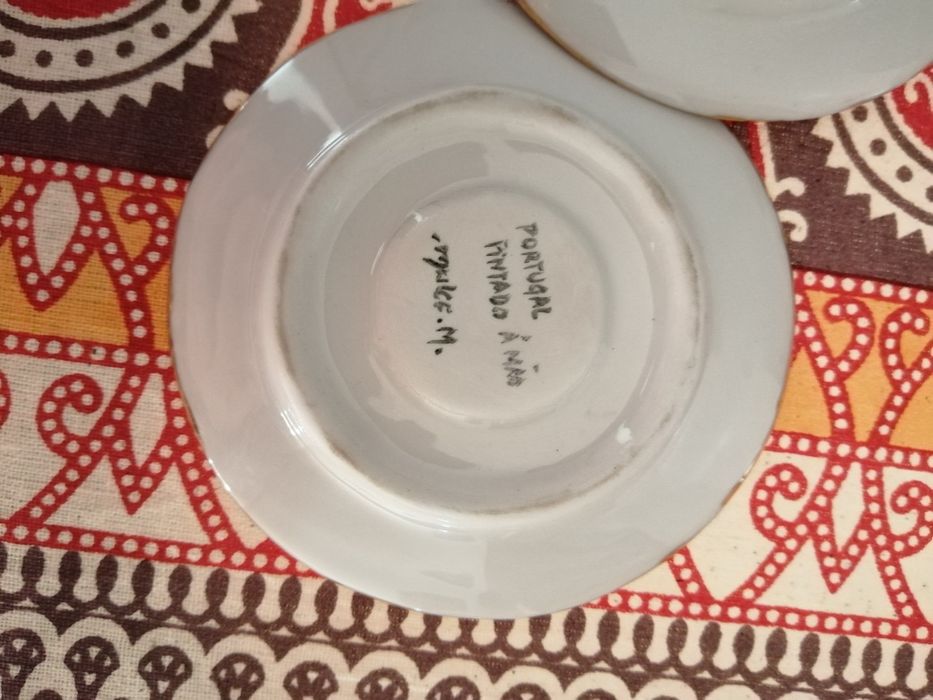 PORTUGAL
PINTADO À MÃO
M.